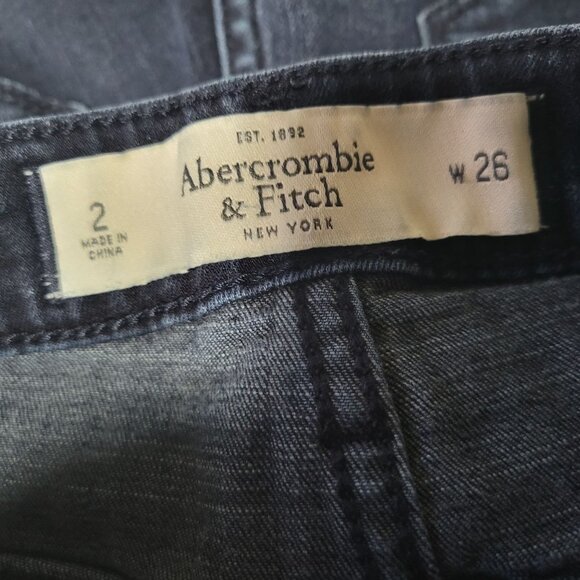 EST. 1892
Abercrombie
& Fitch
NEW YORK
2
MADE IN
CHINA
W 26